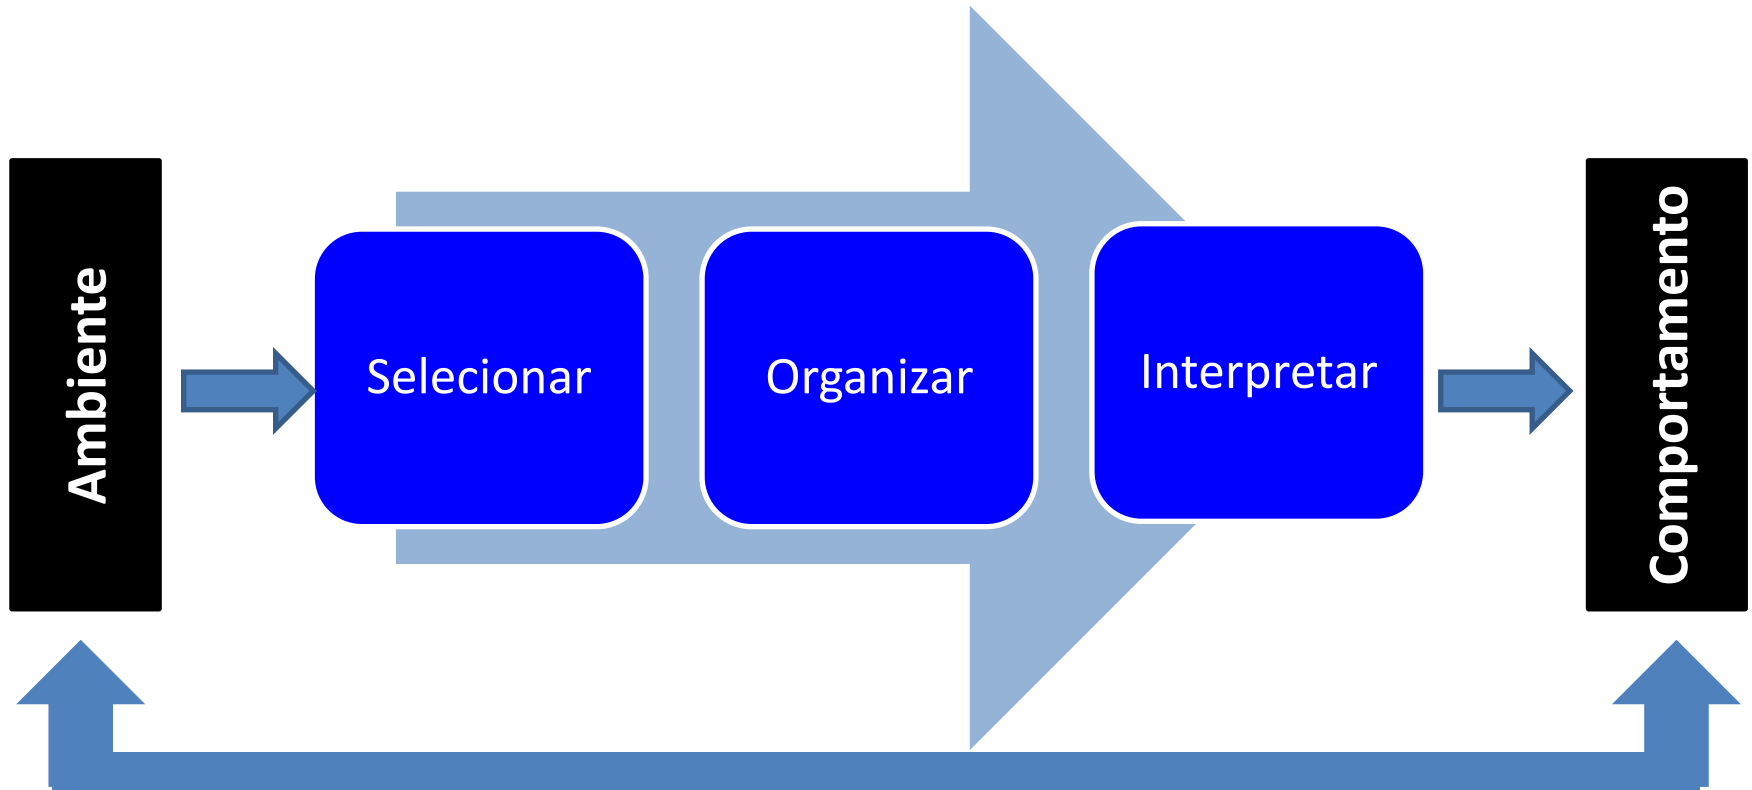 Ambiente
Selecionar
Organizar
Interpretar
Comportamento